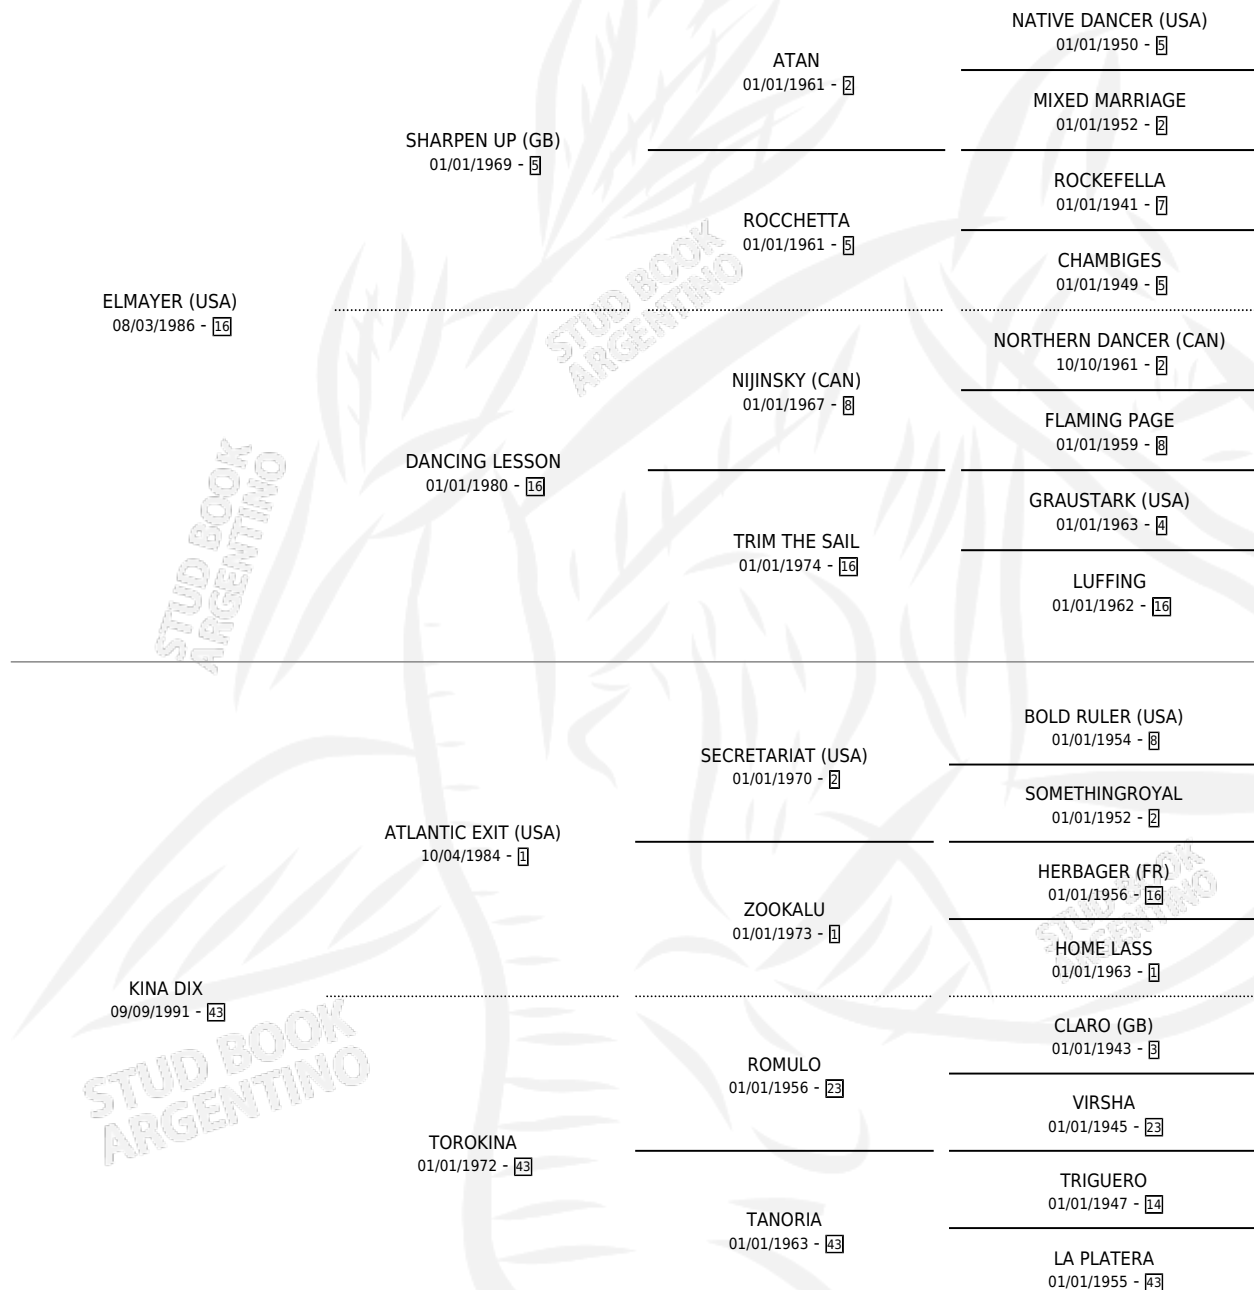 NATIVE DANCER (USA)
01/01/1950 - 5
ATAN
01/01/1961 - 2
MIXED MARRIAGE
01/01/1952 - 2
SHARPEN UP (GB)
01/01/1969 - 5
ROCKEFELLA
01/01/1941 - 7
ROCCHETTA
01/01/1961 - 5
CHAMBIGES
01/01/1949 - 5
ELMAYER (USA)
08/03/1986 - 16
NORTHERN DANCER (CAN)
10/10/1961 - 2
NIJINSKY (CAN)
01/01/1967 - 8
FLAMING PAGE
01/01/1959 - 8
DANCING LESSON
01/01/1980 - 16
GRAUSTARK (USA)
01/01/1963 - 4
TRIM THE SAIL
01/01/1974 - 16
LUFFING
01/01/1962 - 16
BOLD RULER (USA)
01/01/1954 - 8
SECRETARIAT (USA)
01/01/1970 - 2
SOMETHINGROYAL
01/01/1952 - 2
ATLANTIC EXIT (USA)
10/04/1984 - 1
HERBAGER (FR)
01/01/1956 - 16
ZOOKALU
01/01/1973 - 1
HOME LASS
01/01/1963 - 1
KINA DIX
09/09/1991 - 43
CLARO (GB)
01/01/1943 - 3
ROMULO
01/01/1956 - 23
VIRSHA
01/01/1945 - 23
TOROKINA
01/01/1972 - 43
TRIGUERO
01/01/1947 - 14
TANORIA
01/01/1963 - 43
LA PLATERA
01/01/1955 - 43
STUD BOOK
ARGENTINO
STUD BOOK
ARGENTINO
STUD BOOK
ARGENTINO
STUD BOOK
ARGENTINO